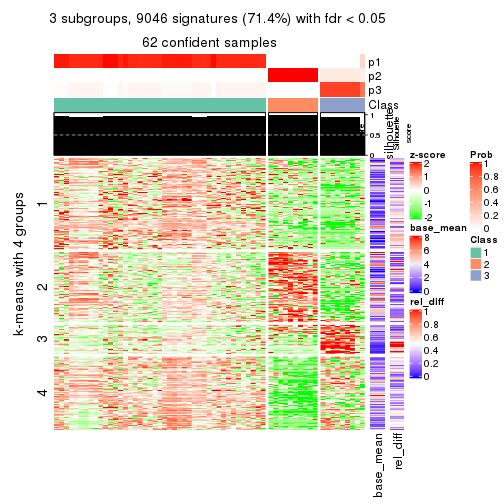 3 subgroups, 9046 signatures (71.4%) with fdr < 0.05
62 confident samples
p1
p2
p3
Class
1
0.5
0
silhouette
Silhouette
score
k-means with 4 groups
1
2
3
4
base_mean
rel_diff
z-score
2
1
0
-1
-2
base_mean
8
6
4
2
0
rel_diff
1
0.8
0.6
0.4
0.2
0
Prob
1
0.8
0.6
0.4
0.2
0
Class
1
2
3